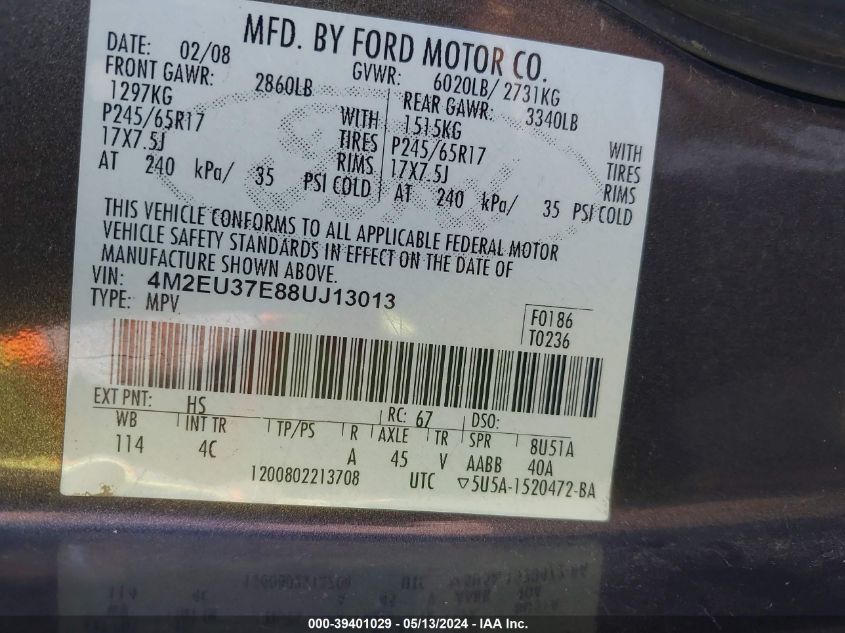 MFD. BY FORD MOTOR CO.
DATE: 02/08 GVWR: 6020LB/ 2731KG
FRONT GAWR: 2860LB REAR GAWR: 3340LB
1297KG WITH 1515KG WITH
P245/65R17 TIRES P245/65R17 TIRES
17X7.5J RIMS 17X7.5J RIMS
AT 240 kPa/ 35 PSI COLD AT 240 kPa/ 35 PSI COLD
THIS VEHICLE CONFORMS TO ALL APPLICABLE FEDERAL MOTOR
VEHICLE SAFETY STANDARDS IN EFFECT ON THE DATE OF
MANUFACTURE SHOWN ABOVE.
VIN: 4M2EU37E88UJ13013
TYPE: MPV
F0186
T0236
EXT PNT: HS RC: 67 DSO:
WB INT TR TP/PS R AXLE TR SPR 8U51A
114 4C A 45 V AABB 40A
1200802213708 UTC ▽5U5A-1520472-BA
000-39401029 - 05/13/2024 - IAA Inc.